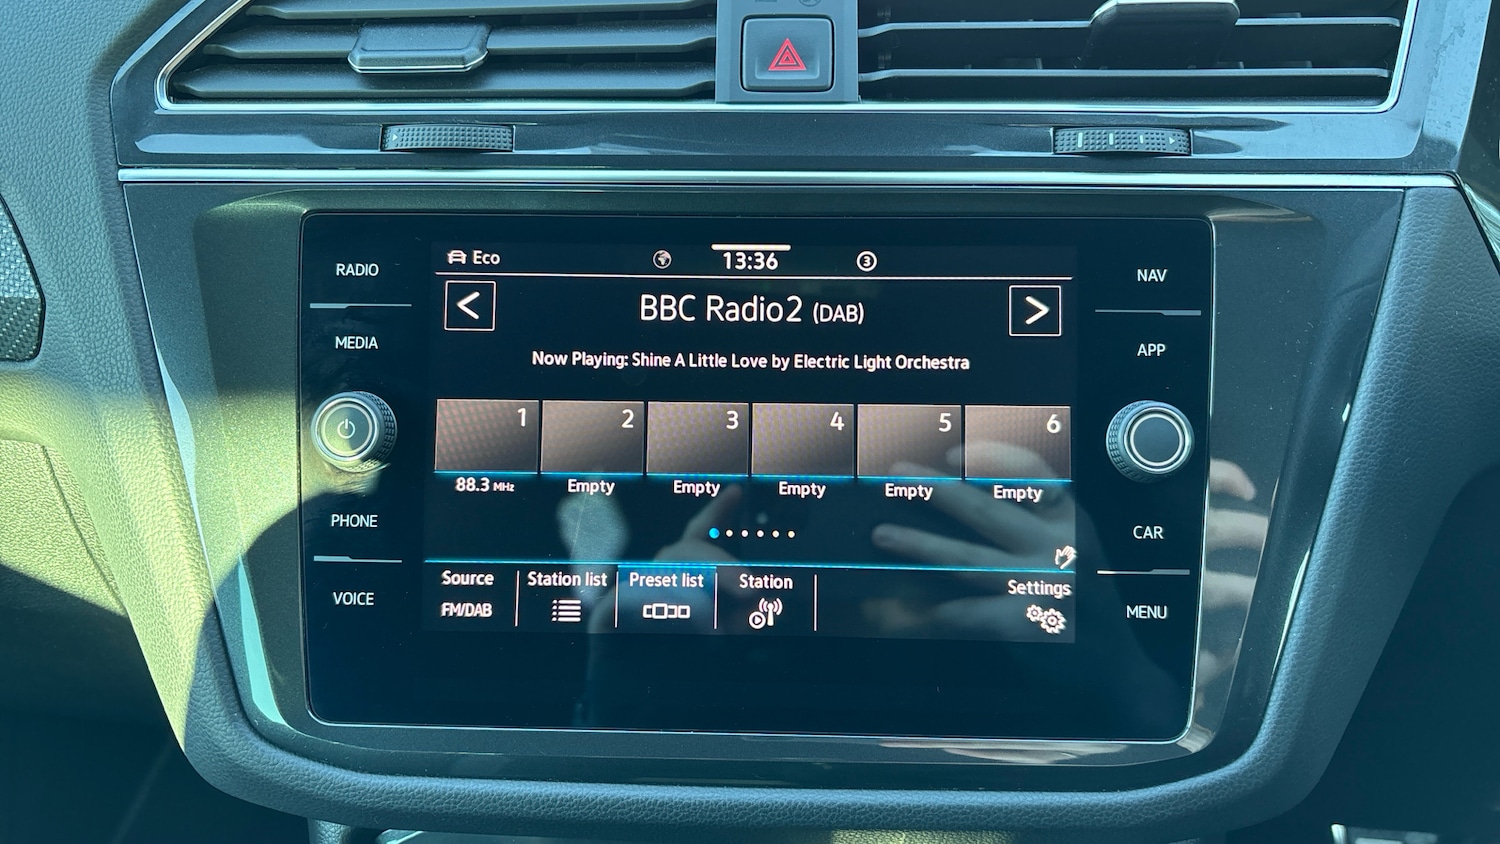 RADIO
MEDIA
PHONE
VOICE
Eco
13:36
3
BBC Radio2 (DAB)
Now Playing: Shine A Little Love by Electric Light Orchestra
1 2 3 4 5 6
88.3 MHz Empty Empty Empty Empty Empty
Source Station list Preset list Station Settings
FM/DAB
NAV
APP
CAR
MENU